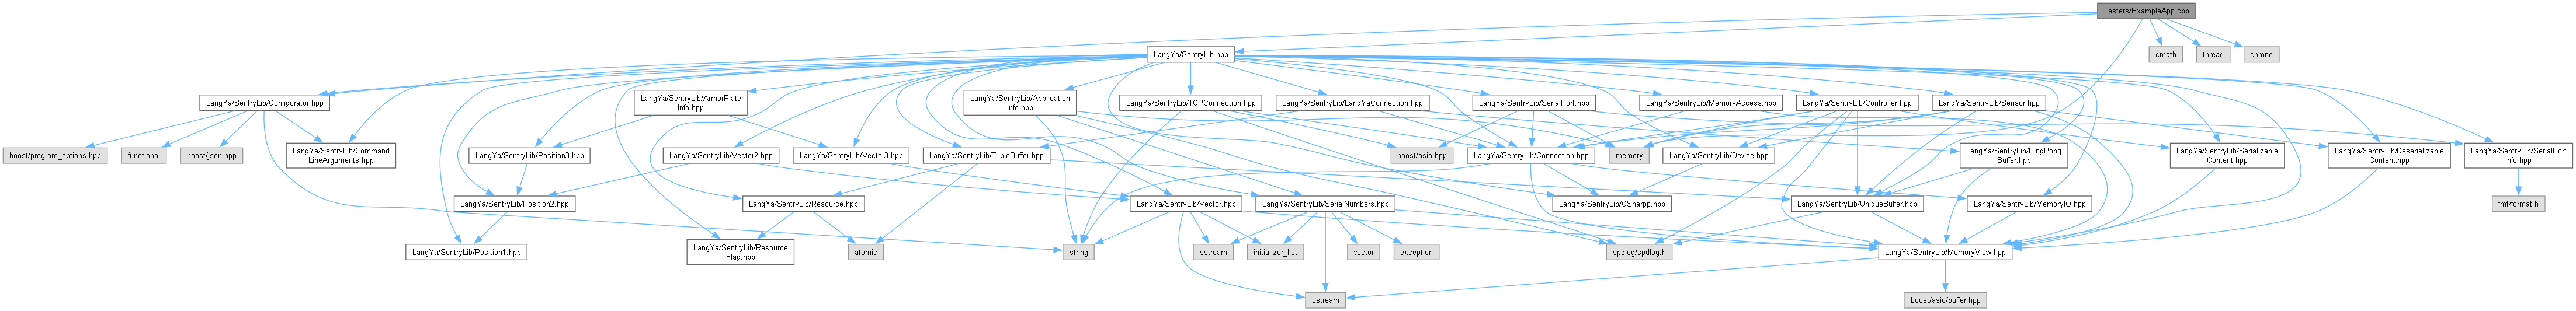 Testers/ExampleApp.cpp
LangYa/SentryLib.hpp
cmath
thread
chrono
LangYa/SentryLib/Configurator.hpp
LangYa/SentryLib/ArmorPlate
Info.hpp
LangYa/SentryLib/Application
Info.hpp
LangYa/SentryLib/TCPConnection.hpp
LangYa/SentryLib/LangYaConnection.hpp
LangYa/SentryLib/SerialPort.hpp
LangYa/SentryLib/MemoryAccess.hpp
LangYa/SentryLib/Controller.hpp
LangYa/SentryLib/Sensor.hpp
boost/program_options.hpp
functional
boost/json.hpp
LangYa/SentryLib/Command
LineArguments.hpp
LangYa/SentryLib/Position3.hpp
LangYa/SentryLib/Vector2.hpp
LangYa/SentryLib/Vector3.hpp
LangYa/SentryLib/TripleBuffer.hpp
boost/asio.hpp
LangYa/SentryLib/Connection.hpp
memory
LangYa/SentryLib/Device.hpp
LangYa/SentryLib/PingPong
Buffer.hpp
LangYa/SentryLib/Serializable
Content.hpp
LangYa/SentryLib/Deserializable
Content.hpp
LangYa/SentryLib/SerialPort
Info.hpp
LangYa/SentryLib/Position2.hpp
LangYa/SentryLib/Resource.hpp
LangYa/SentryLib/Vector.hpp
LangYa/SentryLib/SerialNumbers.hpp
LangYa/SentryLib/CSharpp.hpp
LangYa/SentryLib/UniqueBuffer.hpp
LangYa/SentryLib/MemoryIO.hpp
fmt/format.h
LangYa/SentryLib/Position1.hpp
LangYa/SentryLib/Resource
Flag.hpp
atomic
string
sstream
initializer_list
vector
exception
spdlog/spdlog.h
LangYa/SentryLib/MemoryView.hpp
ostream
boost/asio/buffer.hpp